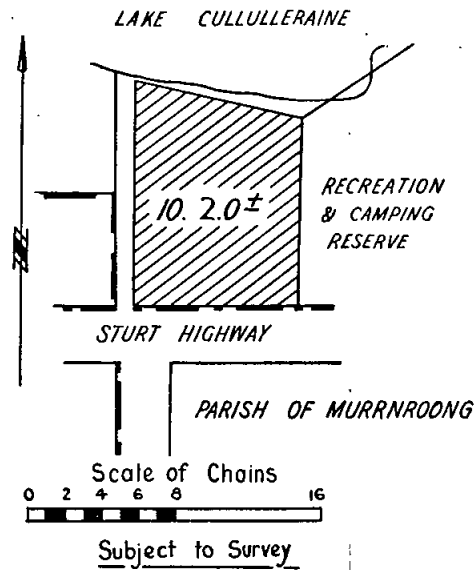 LAKE CULLULLERAINE
10. 2. 0 ±
RECREATION
& CAMPING
RESERVE
N
STURT HIGHWAY
PARISH OF MURRNROONG
Scale of Chains
0 2 4 6 8 16
Subject to Survey